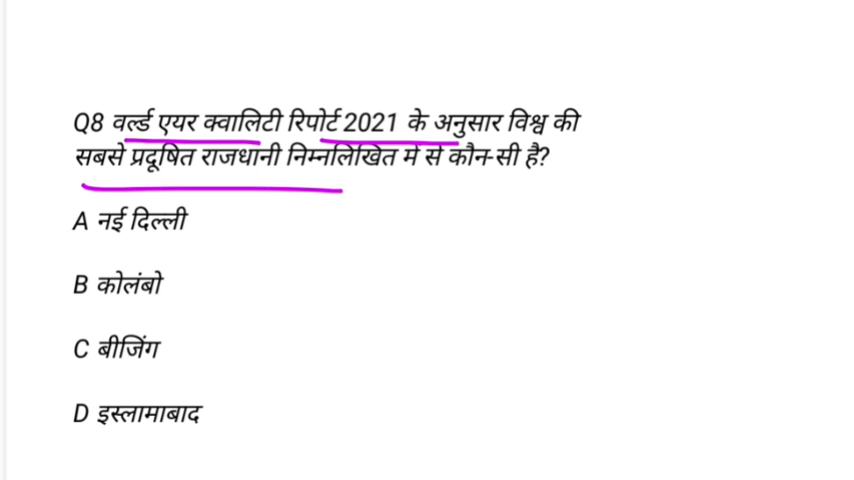 Q8 वर्ल्ड एयर क्वालिटी रिपोर्ट 2021 के अनुसार विश्व की
सबसे प्रदूषित राजधानी निम्नलिखित मे से कौन-सी है?
A नई दिल्ली
B कोलंबो
C बीजिंग
D इस्लामाबाद